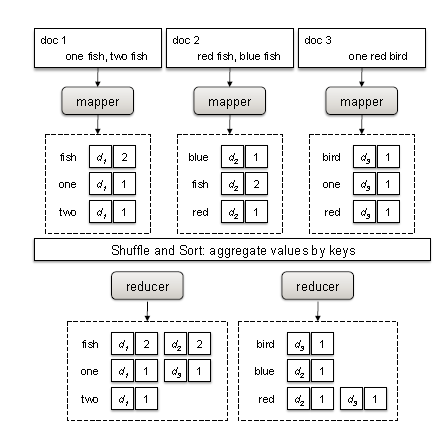 doc 1
one fish, two fish
doc 2
red fish, blue fish
doc 3
one red bird
mapper
mapper
mapper
fish d1 2
one d1 1
two d1 1
blue d2 1
fish d2 2
red d2 1
bird d3 1
one d3 1
red d3 1
Shuffle and Sort: aggregate values by keys
reducer
reducer
fish d1 2 d2 2
one d1 1 d3 1
two d1 1
bird d3 1
blue d2 1
red d2 1 d3 1